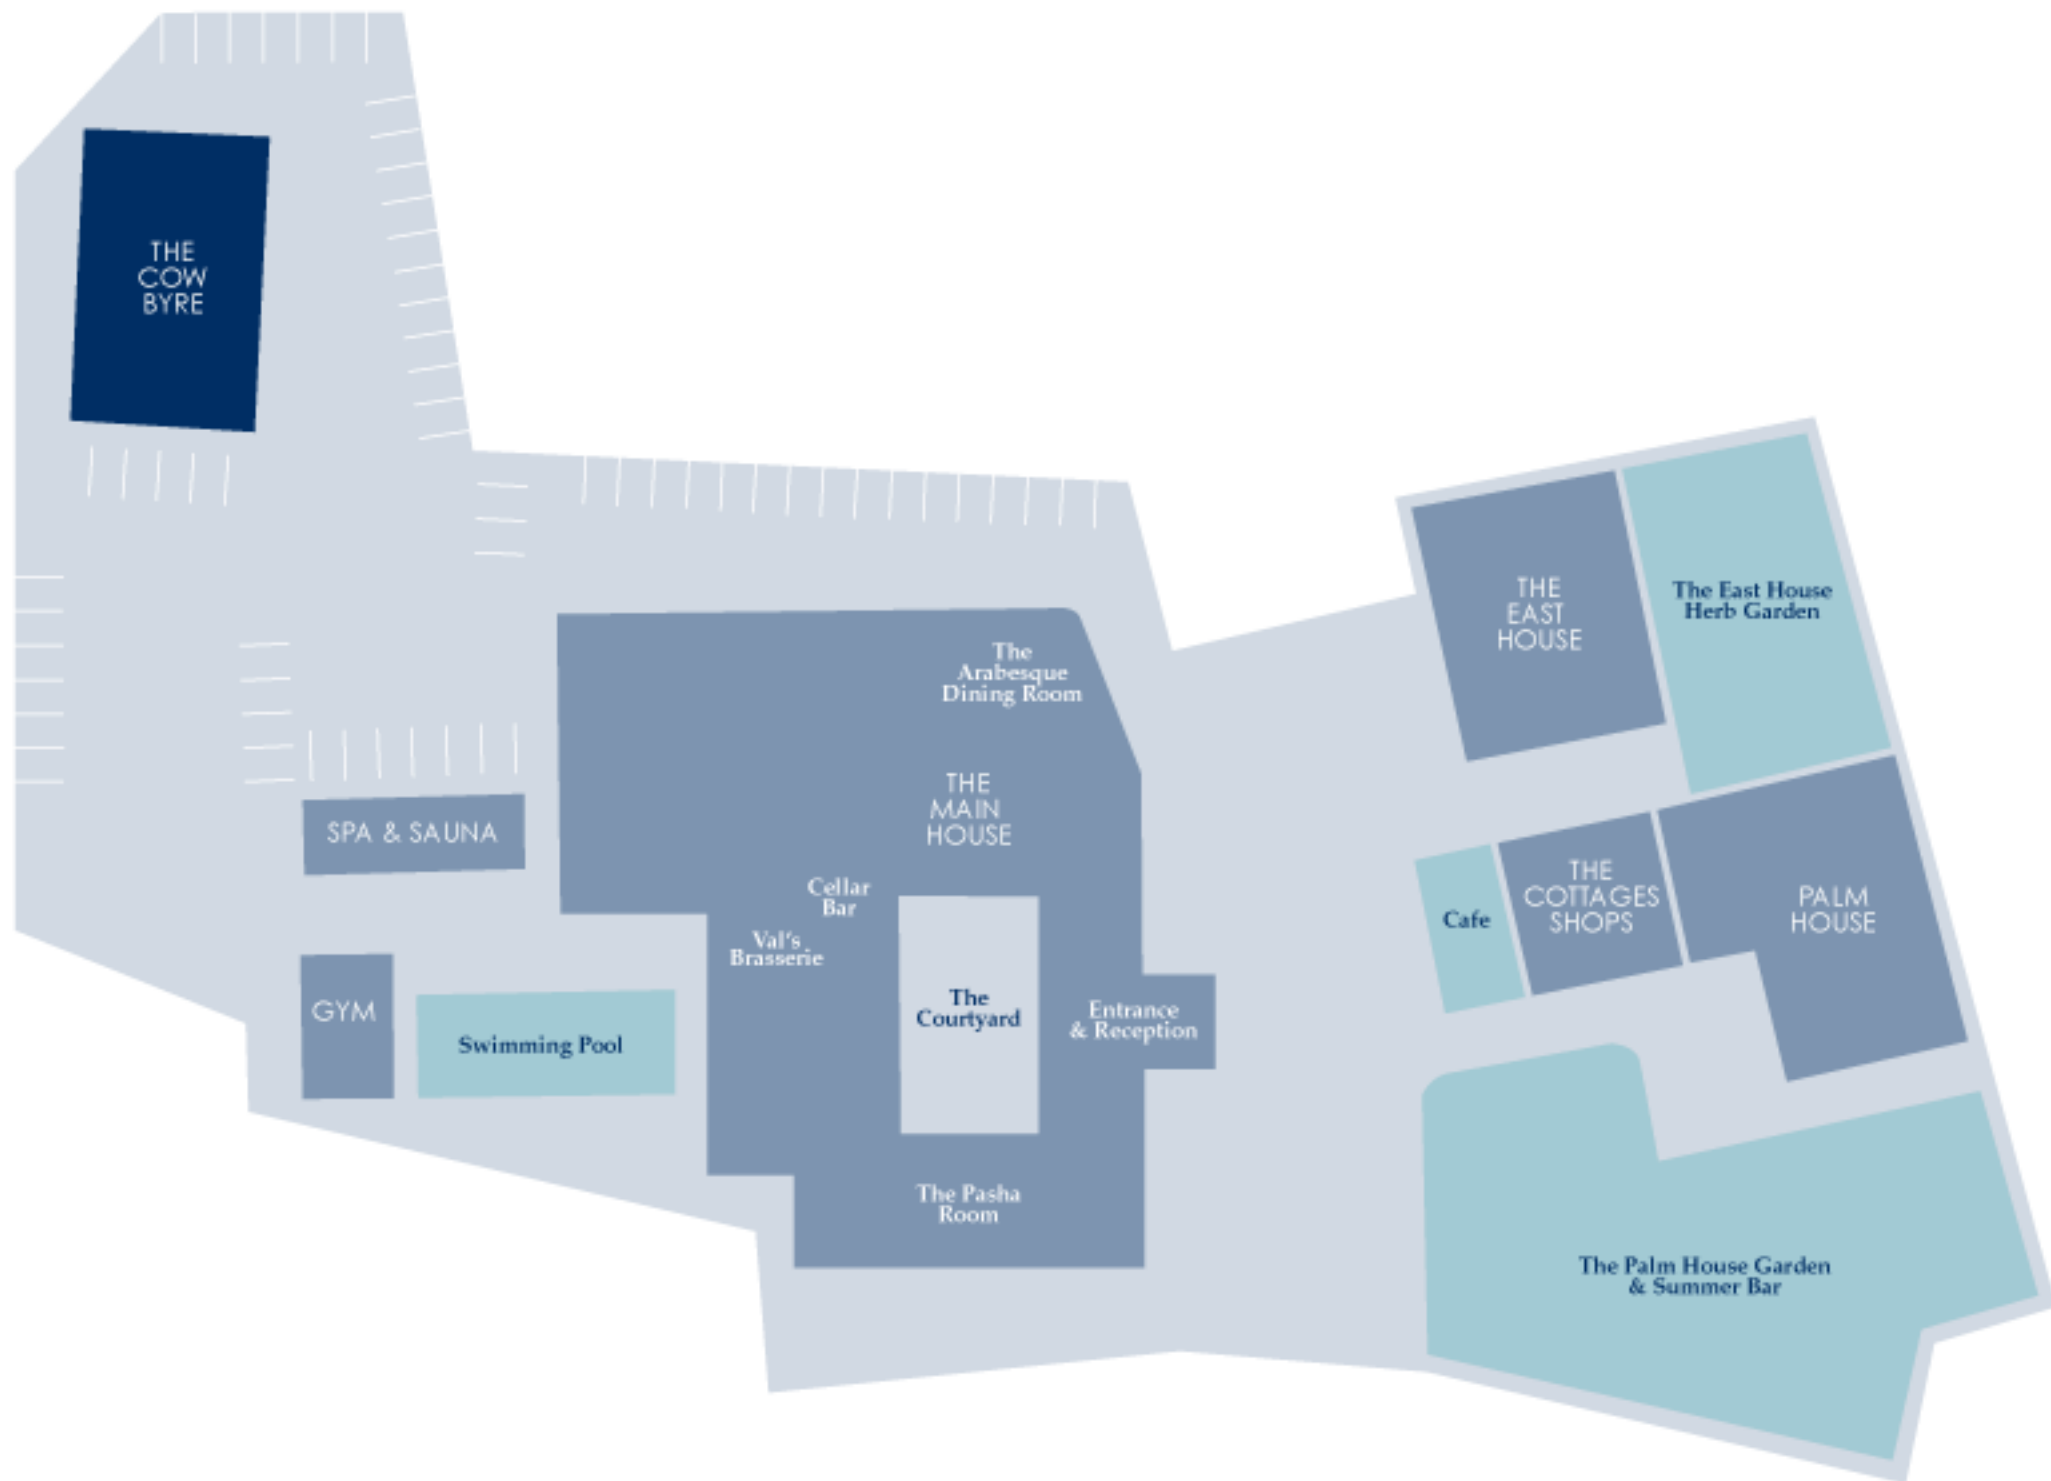 THE
COW
BYRE
THE
EAST
HOUSE
The East House
Herb Garden
The
Arabesque
Dining Room
THE
MAIN
HOUSE
SPA & SAUNA
Cellar
Bar
Val's
Brasserie
THE
COTTAGES
SHOPS
PALM
HOUSE
Cafe
GYM
Swimming Pool
The
Courtyard
Entrance
& Reception
The Pasha
Room
The Palm House Garden
& Summer Bar